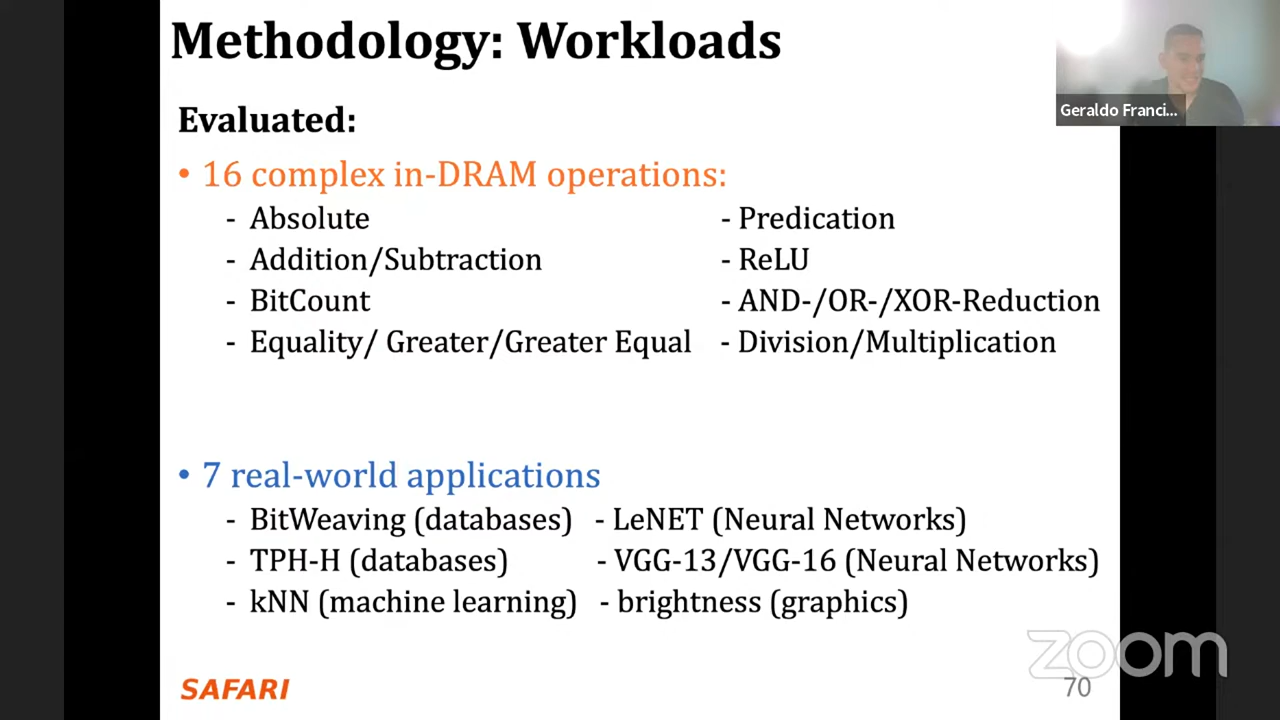 Methodology: Workloads
Geraldo Franci...
Evaluated:
• 16 complex in-DRAM operations:
- Absolute
- Addition/Subtraction
- BitCount
- Equality/ Greater/Greater Equal
- Predication
- ReLU
- AND-/OR-/XOR-Reduction
- Division/Multiplication
• 7 real-world applications
- BitWeaving (databases)
- TPH-H (databases)
- kNN (machine learning)
- LeNET (Neural Networks)
- VGG-13/VGG-16 (Neural Networks)
- brightness (graphics)
SAFARI
zoom
70